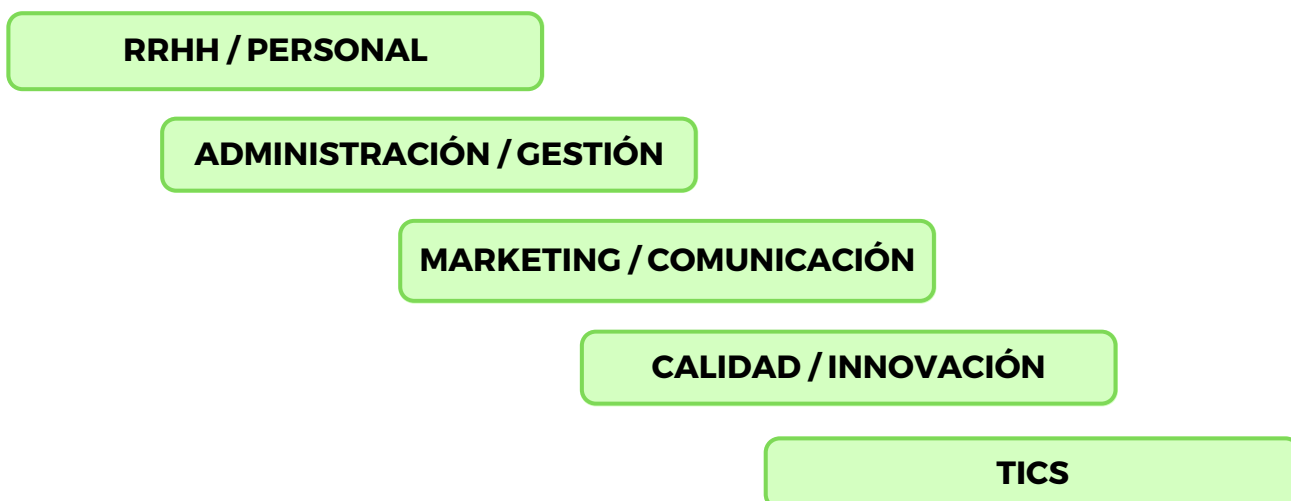 RRHH / PERSONAL
ADMINISTRACIÓN / GESTIÓN
MARKETING / COMUNICACIÓN
CALIDAD / INNOVACIÓN
TICS